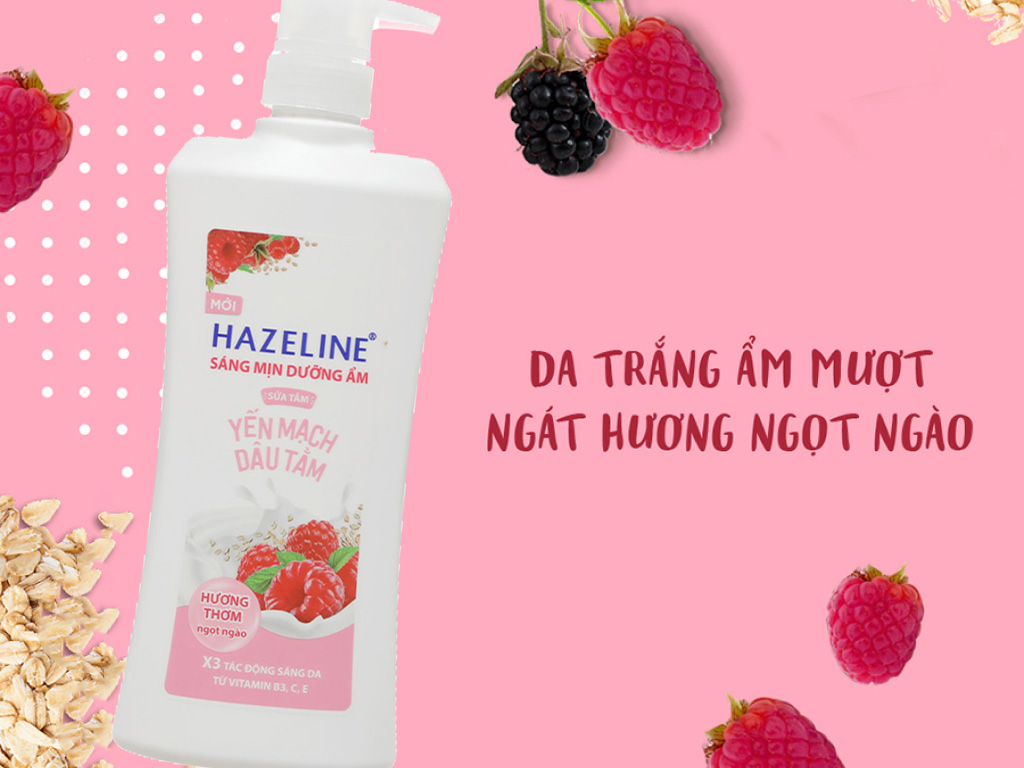 MỚI
HAZELINE®
SÁNG MỊN DƯỠNG ẨM
SỮA TẮM
YẾN MẠCH
DÂU TẰM
HƯƠNG
THƠM
ngọt ngào
X3 TÁC ĐỘNG SÁNG DA
TỪ VITAMIN B3, C, E
DA TRẮNG ẨM MƯỢT
NGÁT HƯƠNG NGỌT NGÀO